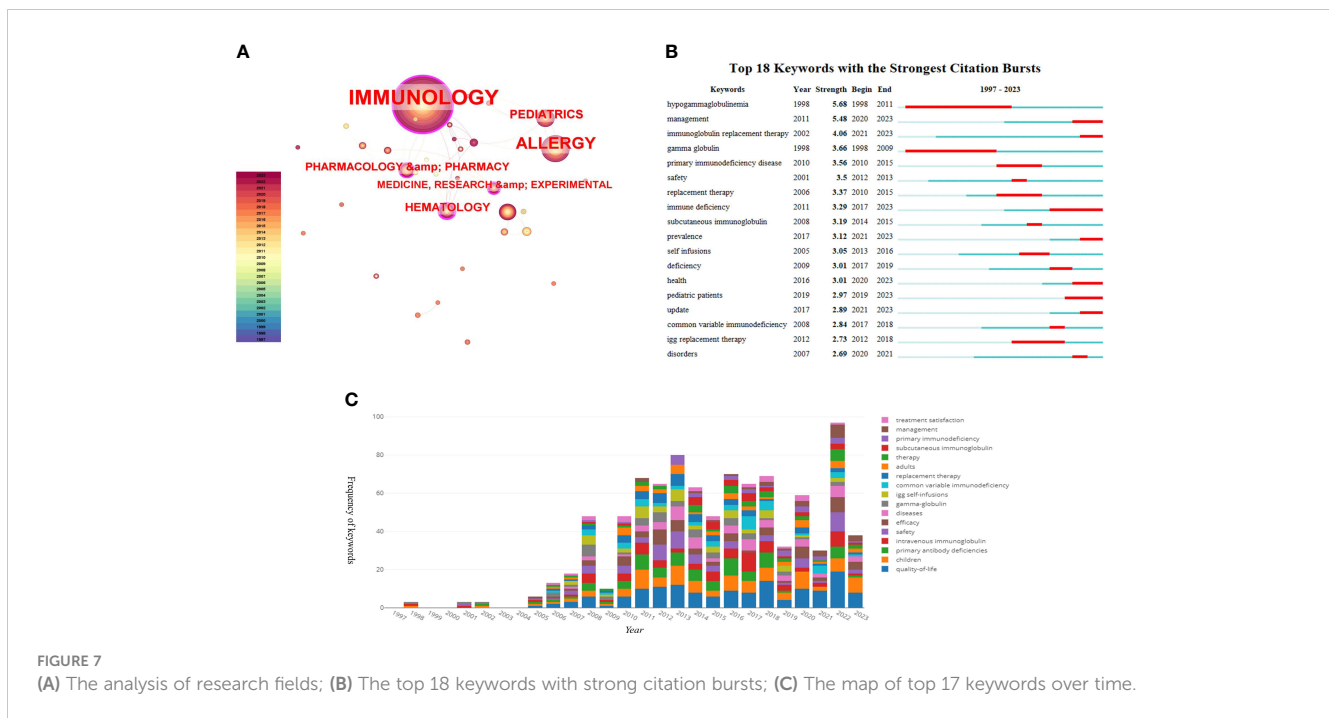 A
IMMUNOLOGY
PEDIATRICS
ALLERGY
PHARMACOLOGY &amp; PHARMACY
MEDICINE, RESEARCH &amp; EXPERIMENTAL
HEMATOLOGY
B
Top 18 Keywords with the Strongest Citation Bursts
Keywords Year Strength Begin End 1997 - 2023
hypogammaglobulinemia 1998 5.68 1998 2011
management 2011 5.48 2020 2023
immunoglobulin replacement therapy 2002 4.06 2021 2023
gamma globulin 1998 3.66 1998 2009
primary immunodeficiency disease 2010 3.56 2010 2015
safety 2001 3.5 2012 2013
replacement therapy 2006 3.37 2010 2015
immune deficiency 2011 3.29 2017 2023
subcutaneous immunoglobulin 2008 3.19 2014 2015
prevalence 2017 3.12 2021 2023
self infusions 2005 3.05 2013 2016
deficiency 2009 3.01 2017 2019
health 2016 3.01 2020 2023
pediatric patients 2019 2.97 2019 2023
update 2017 2.89 2021 2023
common variable immunodeficiency 2008 2.84 2017 2018
igg replacement therapy 2012 2.73 2012 2018
disorders 2007 2.69 2020 2021
C
Frequency of keywords
100
80
60
40
20
0
1997 1998 1999 2000 2001 2002 2003 2004 2005 2006 2007 2008 2009 2010 2011 2012 2013 2014 2015 2016 2017 2018 2019 2020 2021 2022 2023
Year
treatment satisfaction
management
primary immunodeficiency
subcutaneous immunoglobulin
therapy
adults
replacement therapy
common variable immunodeficiency
igg self-infusions
gamma-globulin
diseases
efficacy
safety
intravenous immunoglobulin
primary antibody deficiencies
children
quality-of-life
FIGURE 7
(A) The analysis of research fields; (B) The top 18 keywords with strong citation bursts; (C) The map of top 17 keywords over time.